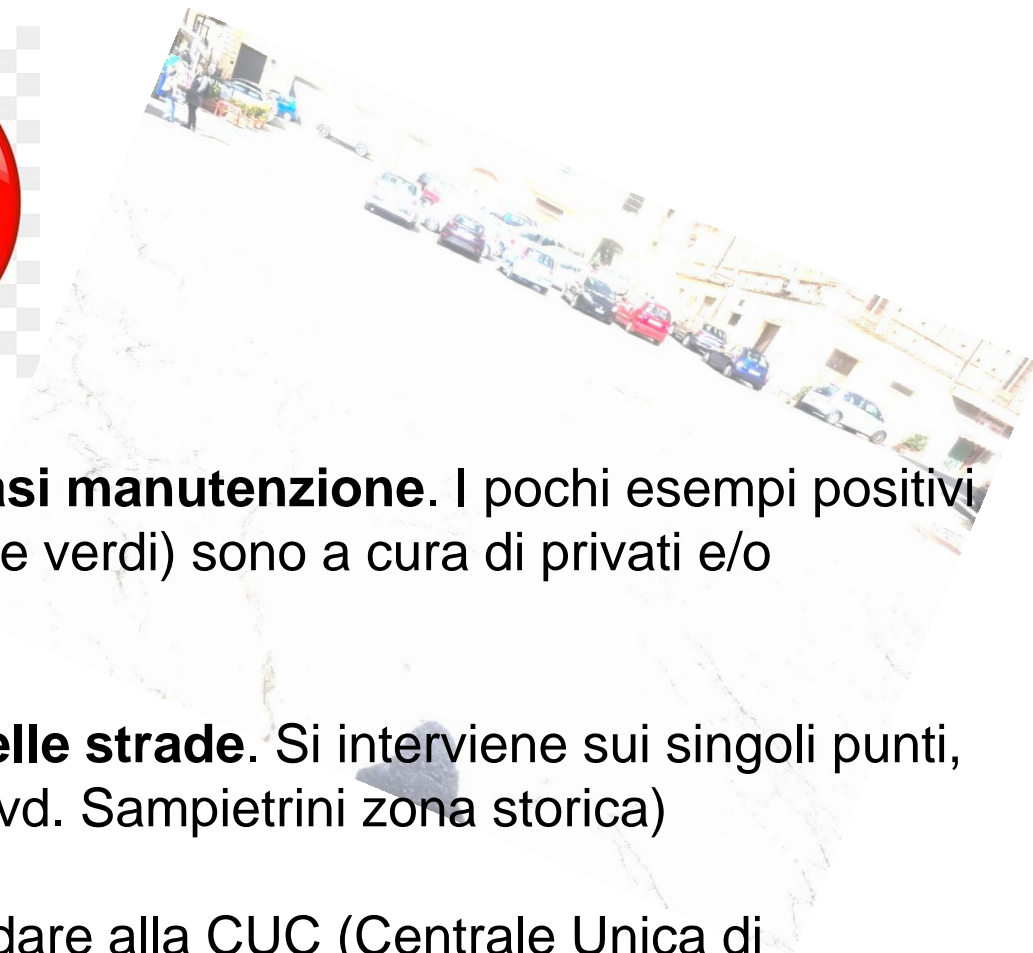 asi manutenzione. I pochi esempi positivi
e verdi) sono a cura di privati e/o
elle strade. Si interviene sui singoli punti,
vd. Sampietrini zona storica)
dare alla CUC (Centrale Unica di